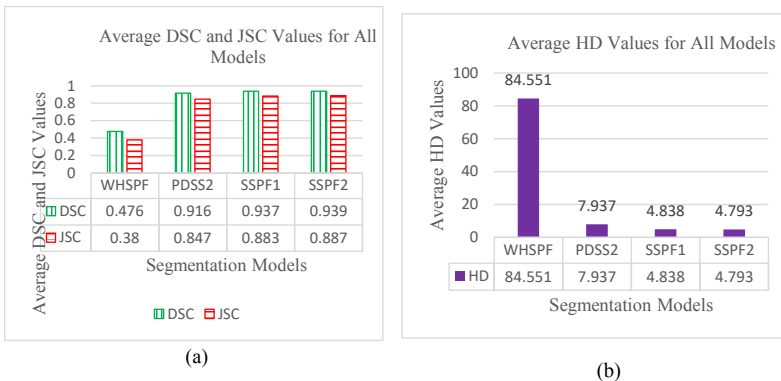 Average DSC and JSC Values for All
Models
Average DSC and JSC Values
1
0.8
0.6
0.4
0.2
0
WHSPF PDSS2 SSPF1 SSPF2
DSC 0.476 0.916 0.937 0.939
JSC 0.38 0.847 0.883 0.887
Segmentation Models
DSC JSC
(a)
Average HD Values for All Models
Average HD Values
100
80
60
40
20
0
84.551
7.937
4.838
4.793
WHSPF PDSS2 SSPF1 SSPF2
HD 84.551 7.937 4.838 4.793
Segmentation Models
(b)